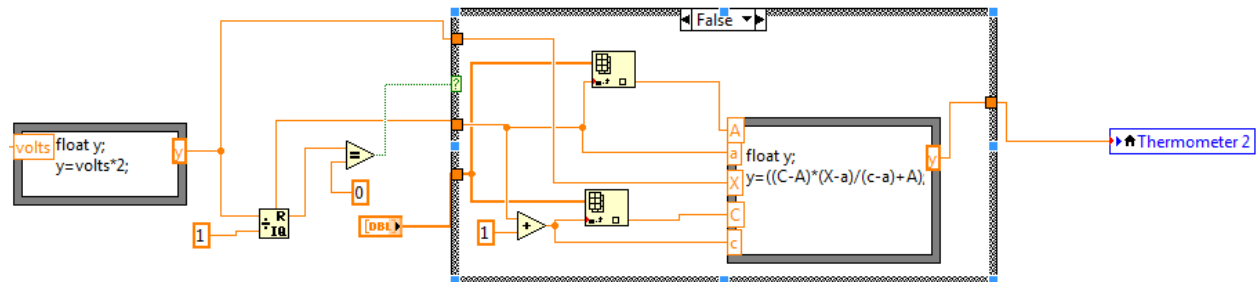 False
volts
float y;
y=volts*2;
y
=
0
1
R
IQ
[DBL]
?
1
+
A
a
X
C
c
float y;
y=((C-A)*(X-a)/(c-a)+A);
y
Thermometer 2